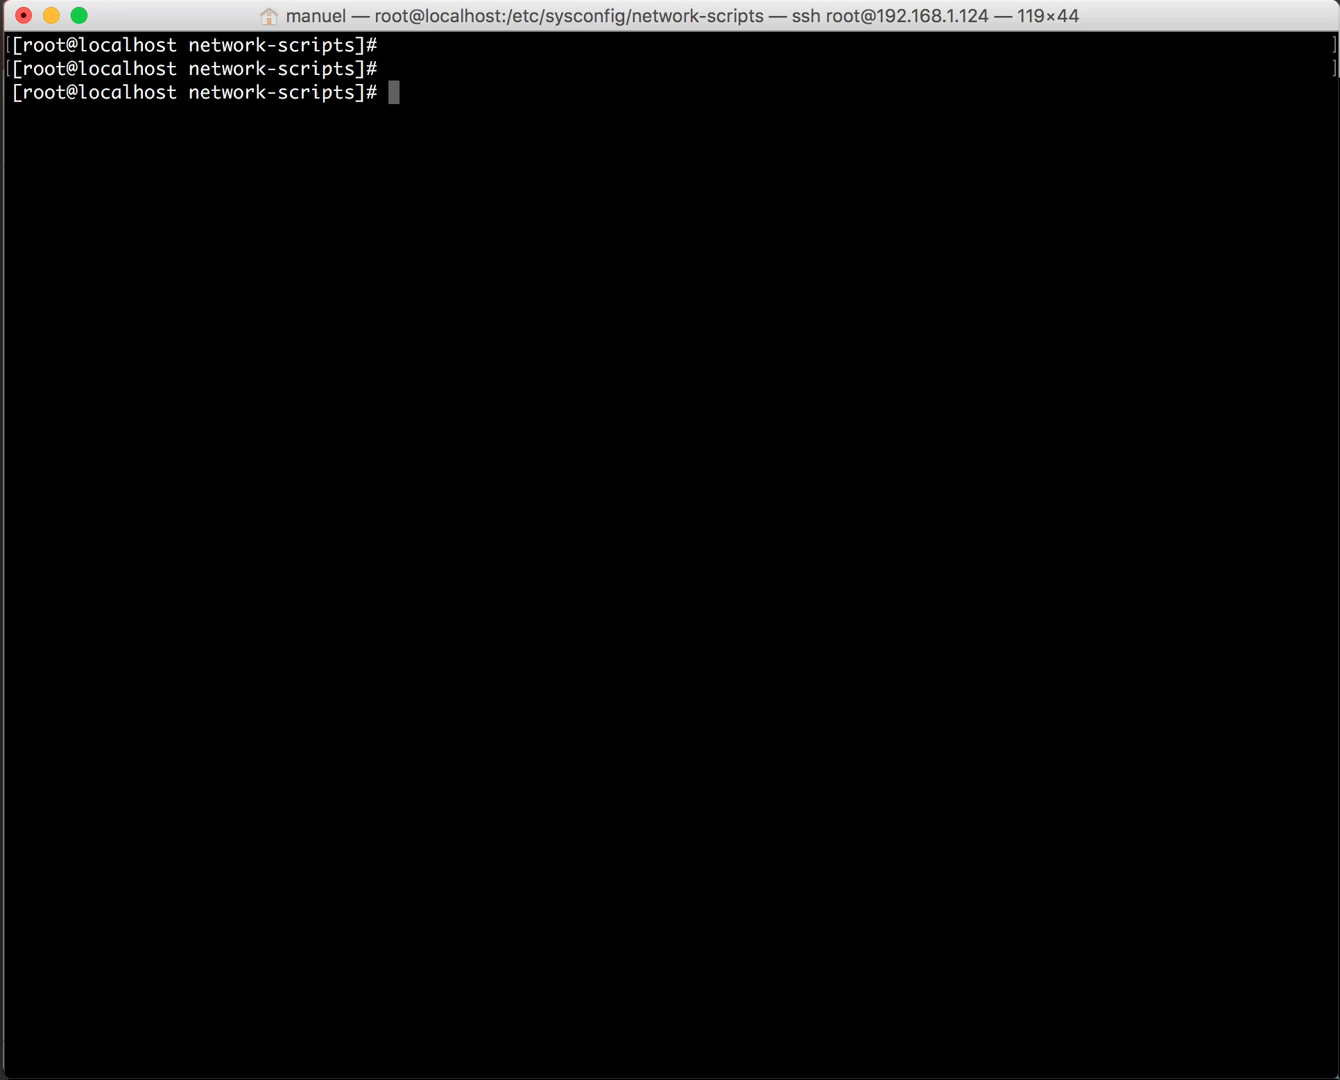 manuel — root@localhost:/etc/sysconfig/network-scripts — ssh root@192.168.1.124 — 119×44
[[root@localhost network-scripts]# ]
[[root@localhost network-scripts]# ]
[root@localhost network-scripts]#